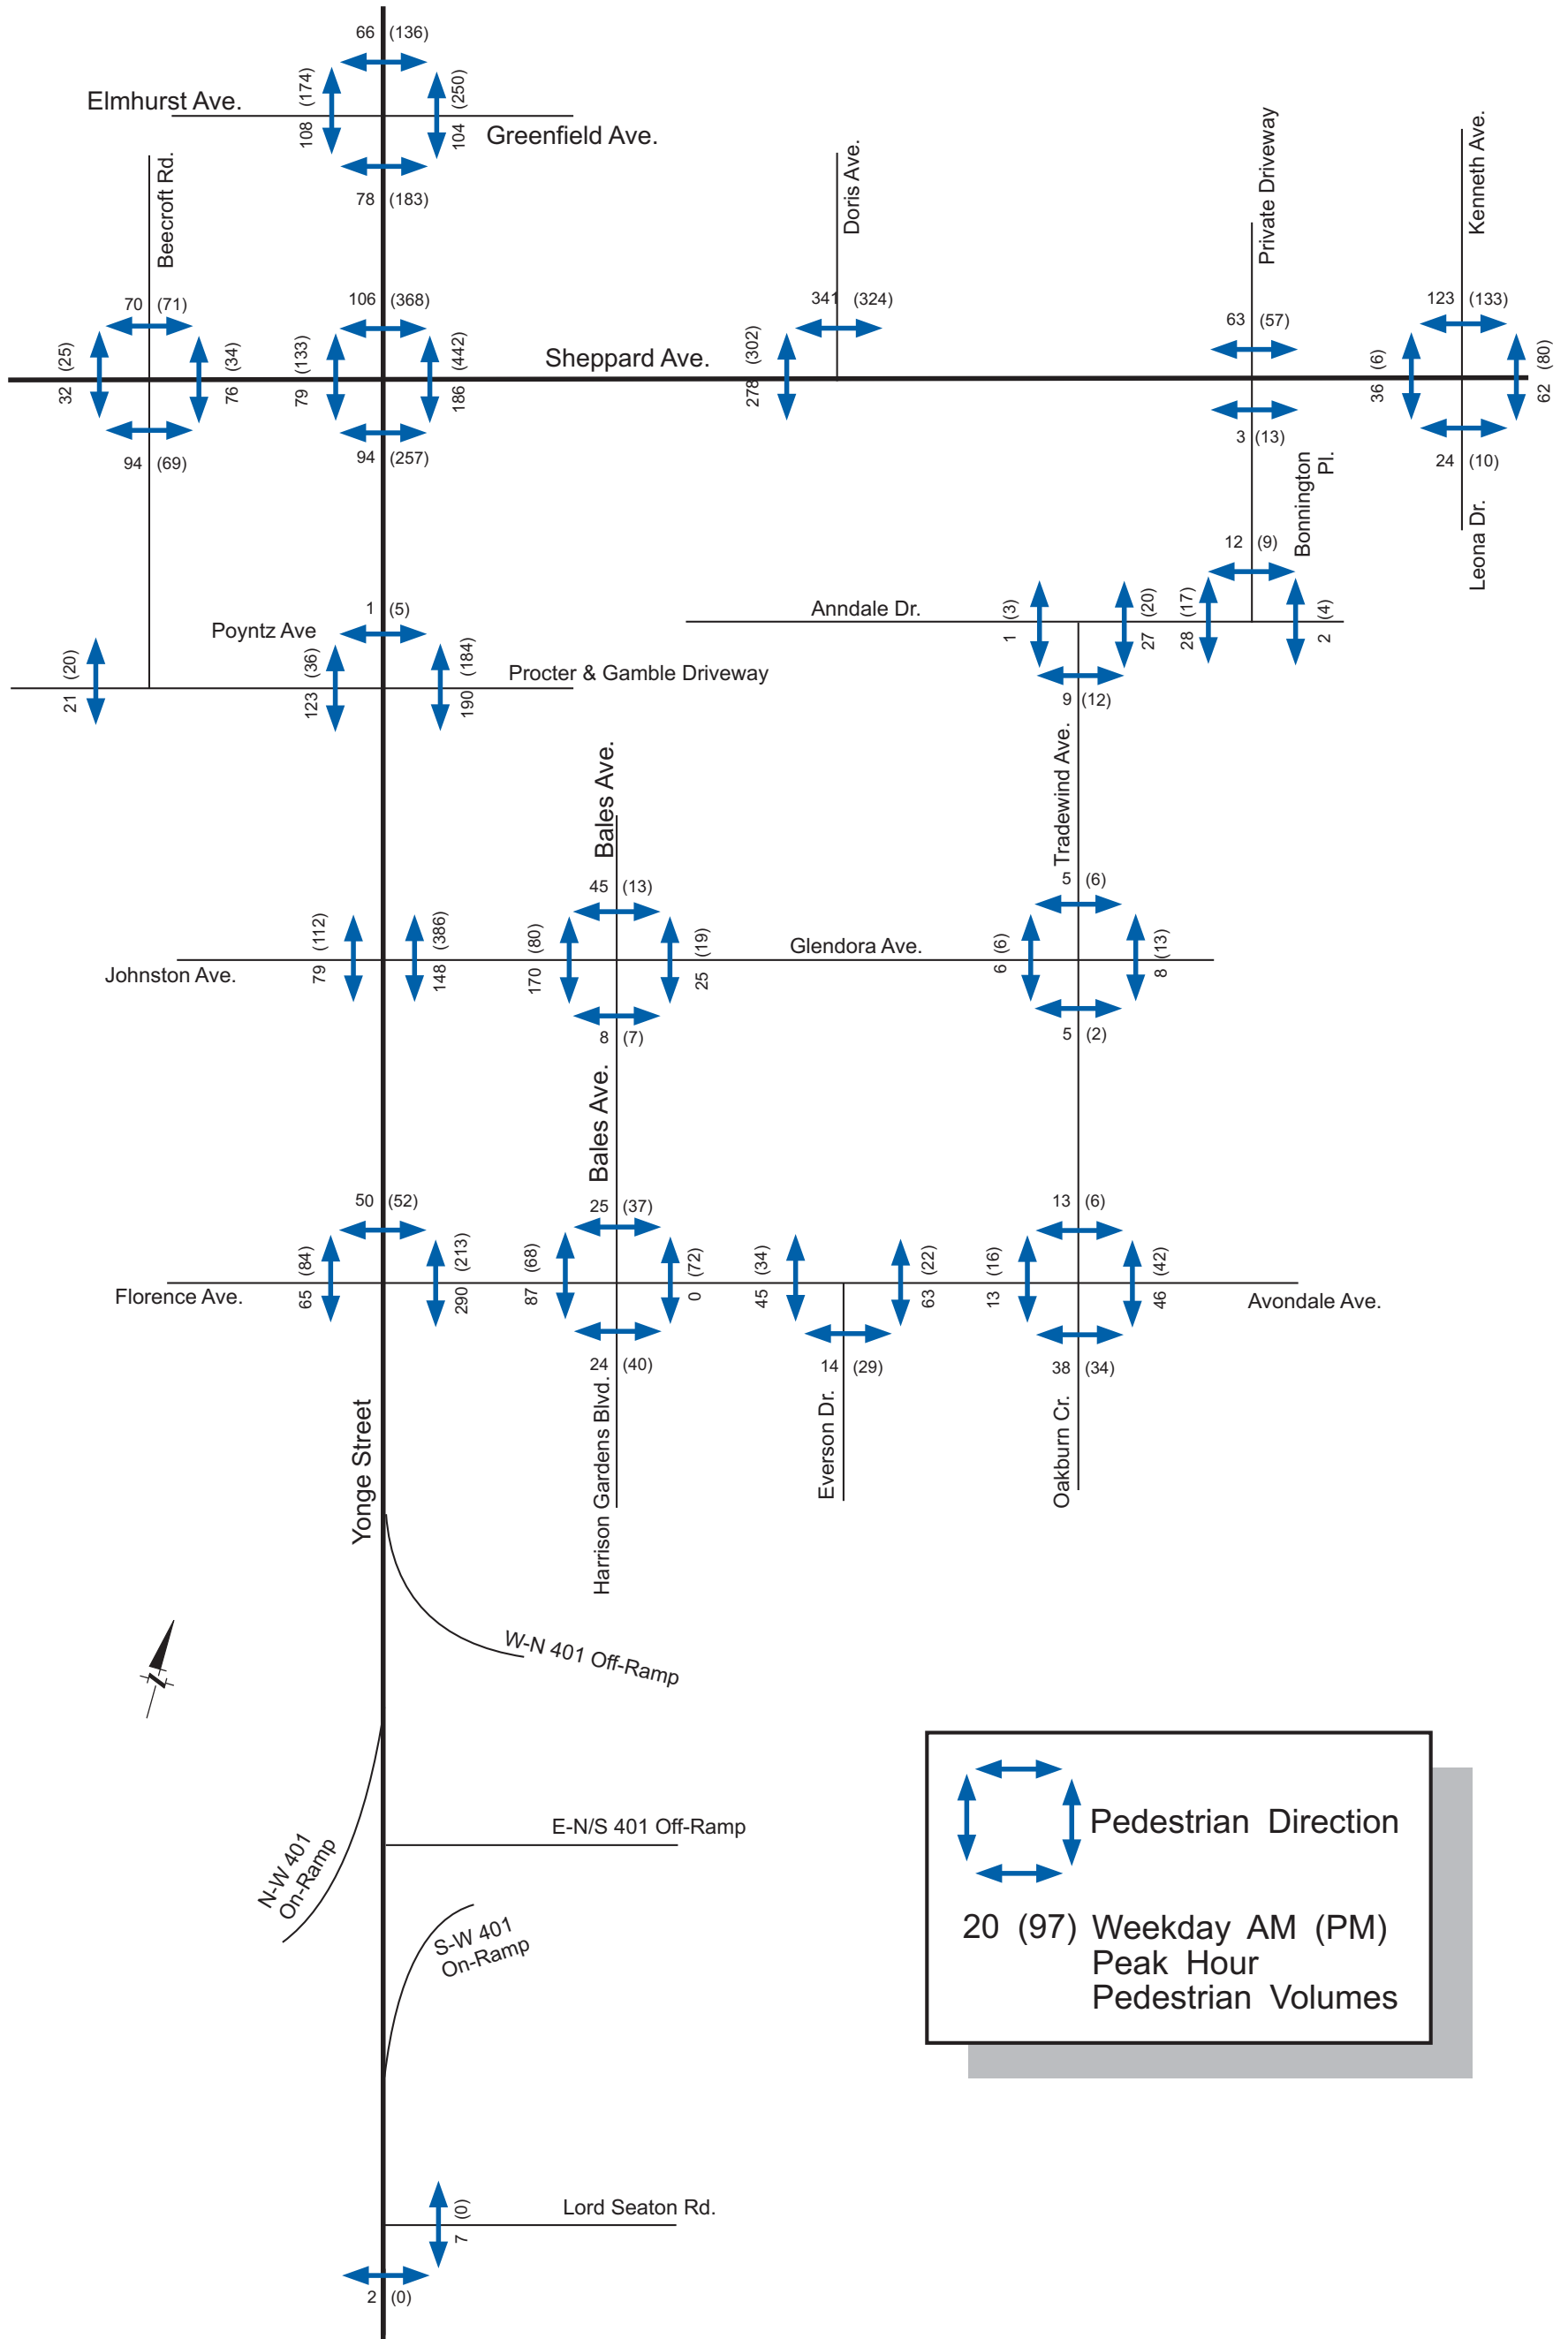 66 (136)
108 (174)
104 (250)
Elmhurst Ave.
Greenfield Ave.
78 (183)
Beecroft Rd.
Doris Ave.
Private Driveway
Kenneth Ave.
70 (71)
32 (25)
76 (34)
94 (69)
106 (368)
79 (133)
186 (442)
94 (257)
Sheppard Ave.
341 (324)
278 (302)
63 (57)
3 (13)
123 (133)
36 (6)
62 (80)
24 (10)
Leona Dr.
Bonnington
Pl.
12 (9)
28 (17)
2 (4)
Anndale Dr.
1 (3)
27 (20)
9 (12)
1 (5)
Poyntz Ave
123 (36)
190 (184)
Procter & Gamble Driveway
21 (20)
Bales Ave.
Tradewind Ave.
45 (13)
170 (80)
25 (19)
8 (7)
Glendora Ave.
5 (6)
6 (6)
8 (13)
5 (2)
79 (112)
148 (386)
Johnston Ave.
Bales Ave.
50 (52)
65 (84)
290 (213)
Florence Ave.
25 (37)
87 (68)
0 (72)
24 (40)
45 (34)
63 (22)
14 (29)
13 (6)
13 (16)
46 (42)
38 (34)
Avondale Ave.
Yonge Street
Harrison Gardens Blvd.
Everson Dr.
Oakburn Cr.
W-N 401 Off-Ramp
N
N-W 401
On-Ramp
E-N/S 401 Off-Ramp
S-W 401
On-Ramp
Pedestrian Direction
20 (97) Weekday AM (PM)
Peak Hour
Pedestrian Volumes
7 (0)
Lord Seaton Rd.
2 (0)